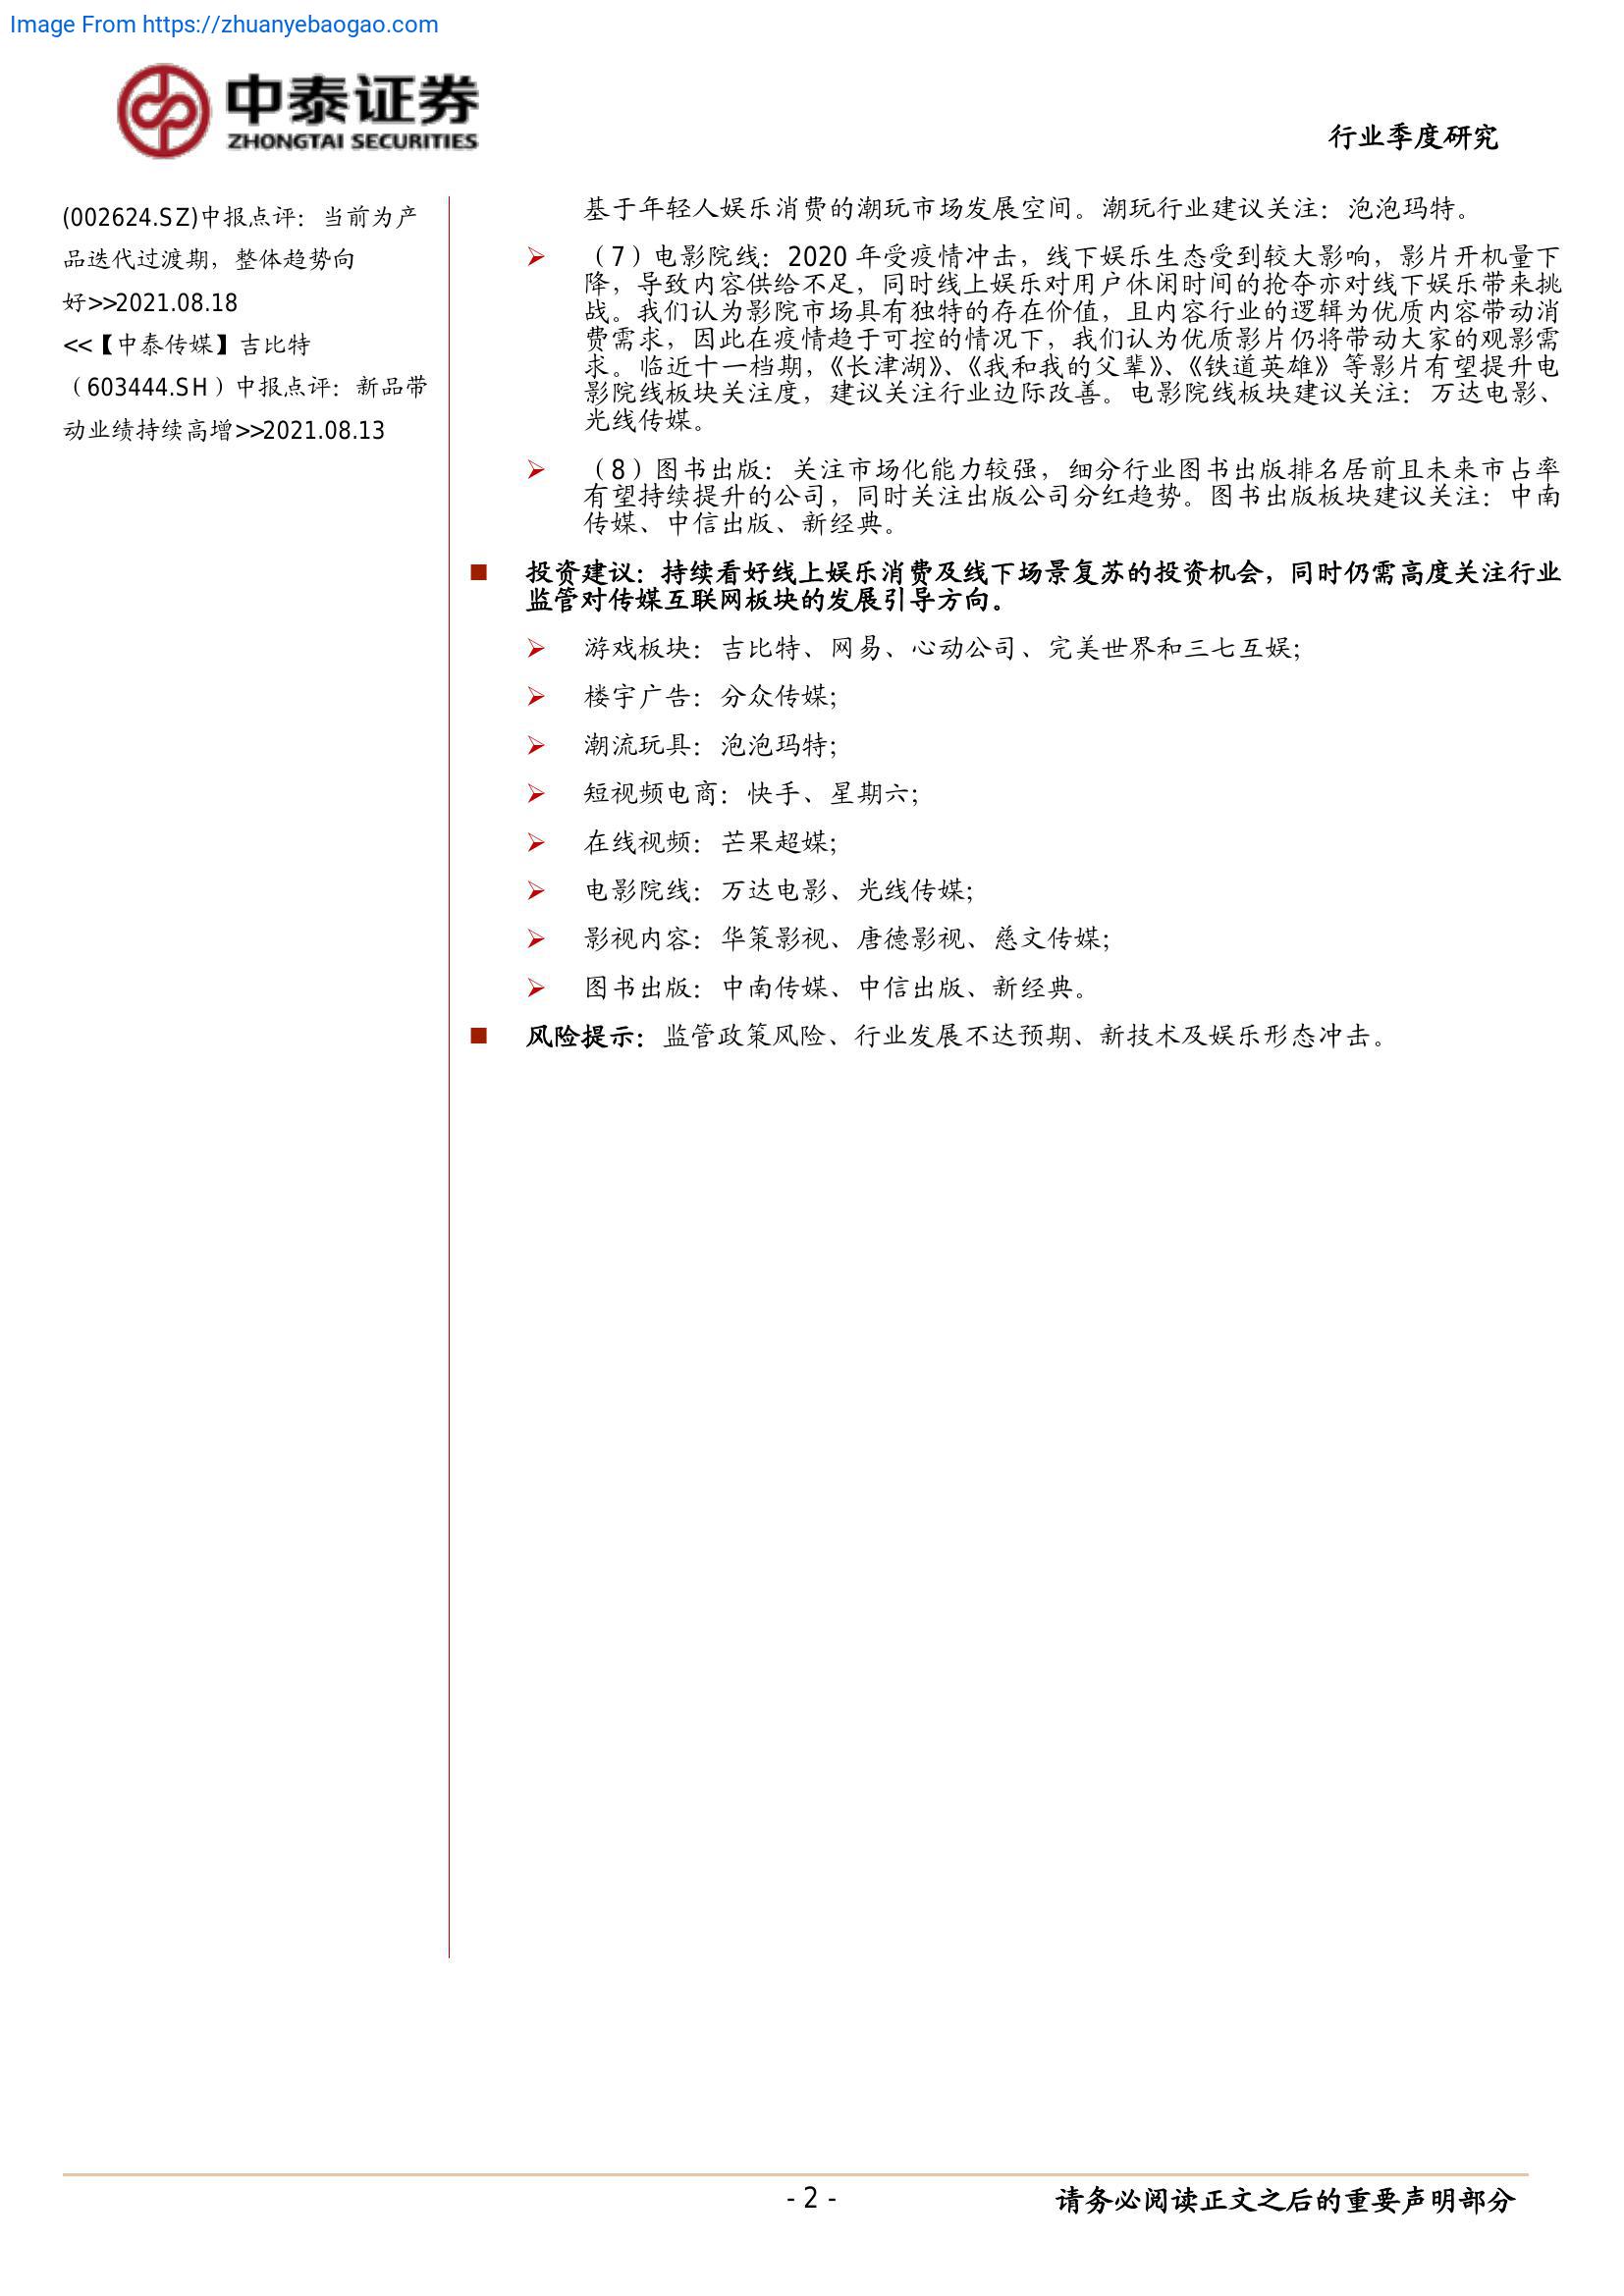 Image From https://zhuanyebaogao.com
中泰证券
ZHONGTAI SECURITIES
行业季度研究
(002624.SZ)中报点评：当前为产
品迭代过渡期，整体趋势向
好>>2021.08.18
<<【中泰传媒】吉比特
（603444.SH）中报点评：新品带
动业绩持续高增>>2021.08.13
基于年轻人娱乐消费的潮玩市场发展空间。潮玩行业建议关注：泡泡玛特。
（7）电影院线：2020 年受疫情冲击，线下娱乐生态受到较大影响，影片开机量下
降，导致内容供给不足，同时线上娱乐对用户休闲时间的抢夺亦对线下娱乐带来挑
战。我们认为影院市场具有独特的存在价值，且内容行业的逻辑为优质内容带动消
费需求，因此在疫情趋于可控的情况下，我们认为优质影片仍将带动大家的观影需
求。临近十一档期，《长津湖》、《我和我的父辈》、《铁道英雄》等影片有望提升电
影院线板块关注度，建议关注行业边际改善。电影院线板块建议关注：万达电影、
光线传媒。
（8）图书出版：关注市场化能力较强，细分行业图书出版排名居前且未来市占率
有望持续提升的公司，同时关注出版公司分红趋势。图书出版板块建议关注：中南
传媒、中信出版、新经典。
投资建议：持续看好线上娱乐消费及线下场景复苏的投资机会，同时仍需高度关注行业
监管对传媒互联网板块的发展引导方向。
游戏板块：吉比特、网易、心动公司、完美世界和三七互娱；
楼宇广告：分众传媒；
潮流玩具：泡泡玛特；
短视频电商：快手、星期六；
在线视频：芒果超媒；
电影院线：万达电影、光线传媒；
影视内容：华策影视、唐德影视、慈文传媒；
图书出版：中南传媒、中信出版、新经典。
风险提示：监管政策风险、行业发展不达预期、新技术及娱乐形态冲击。
- 2 -
请务必阅读正文之后的重要声明部分